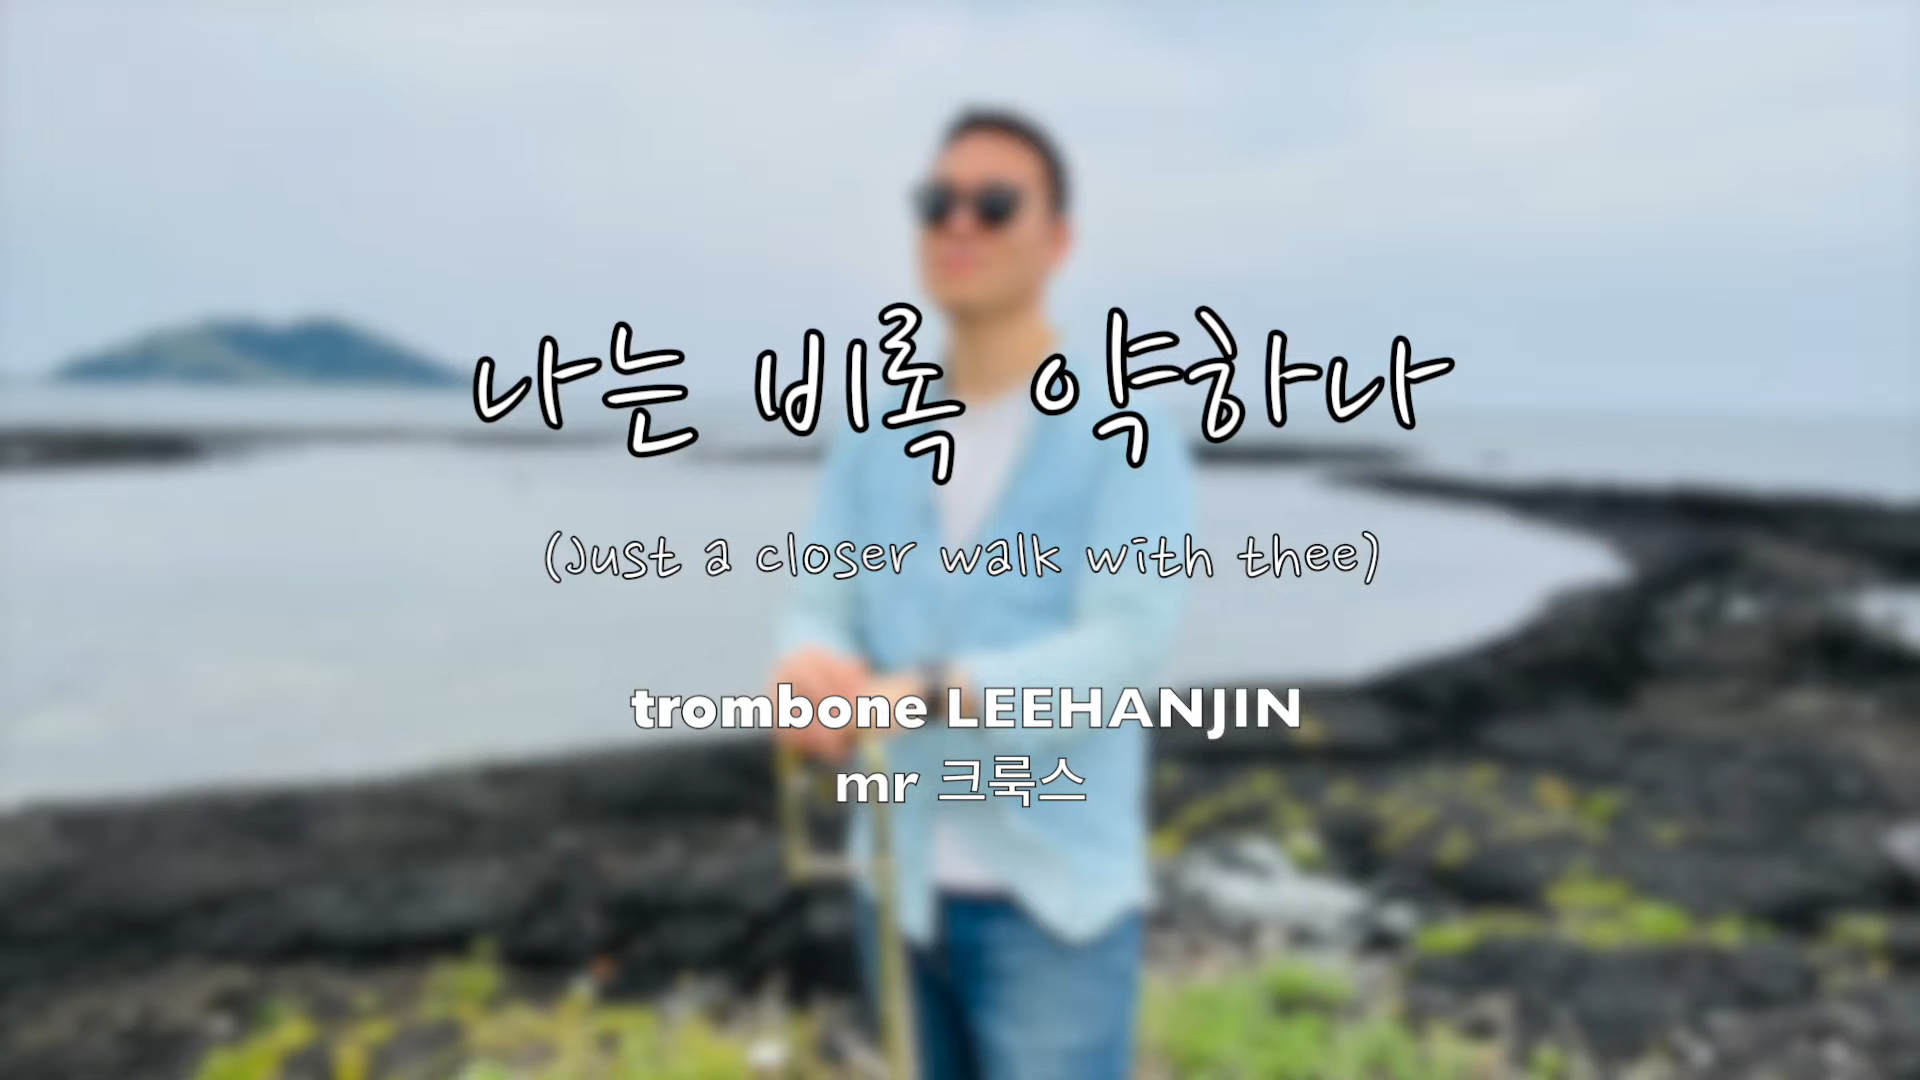 나는 비록 약하나
(Just a closer walk with thee)
trombone LEEHANJIN
mr 크룩스